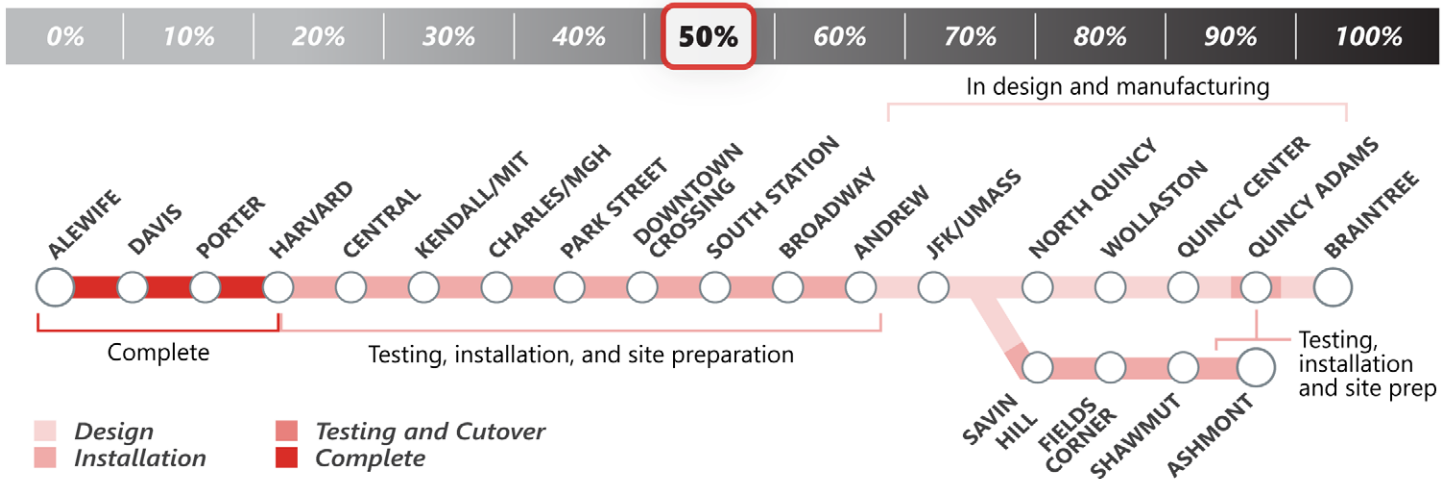 0% 10% 20% 30% 40% 50% 60% 70% 80% 90% 100%
In design and manufacturing
ALEWIFE
DAVIS
PORTER
HARVARD
CENTRAL
KENDALL/MIT
CHARLES/MGH
PARK STREET
DOWNTOWN
CROSSING
SOUTH STATION
BROADWAY
ANDREW
JFK/UMASS
NORTH QUINCY
WOLLASTON
QUINCY CENTER
QUINCY ADAMS
BRAINTREE
Complete
Testing, installation, and site preparation
Testing,
installation
and site prep
SAVIN
HILL
FIELDS
CORNER
SHAWMUT
ASHMONT
Design
Installation
Testing and Cutover
Complete